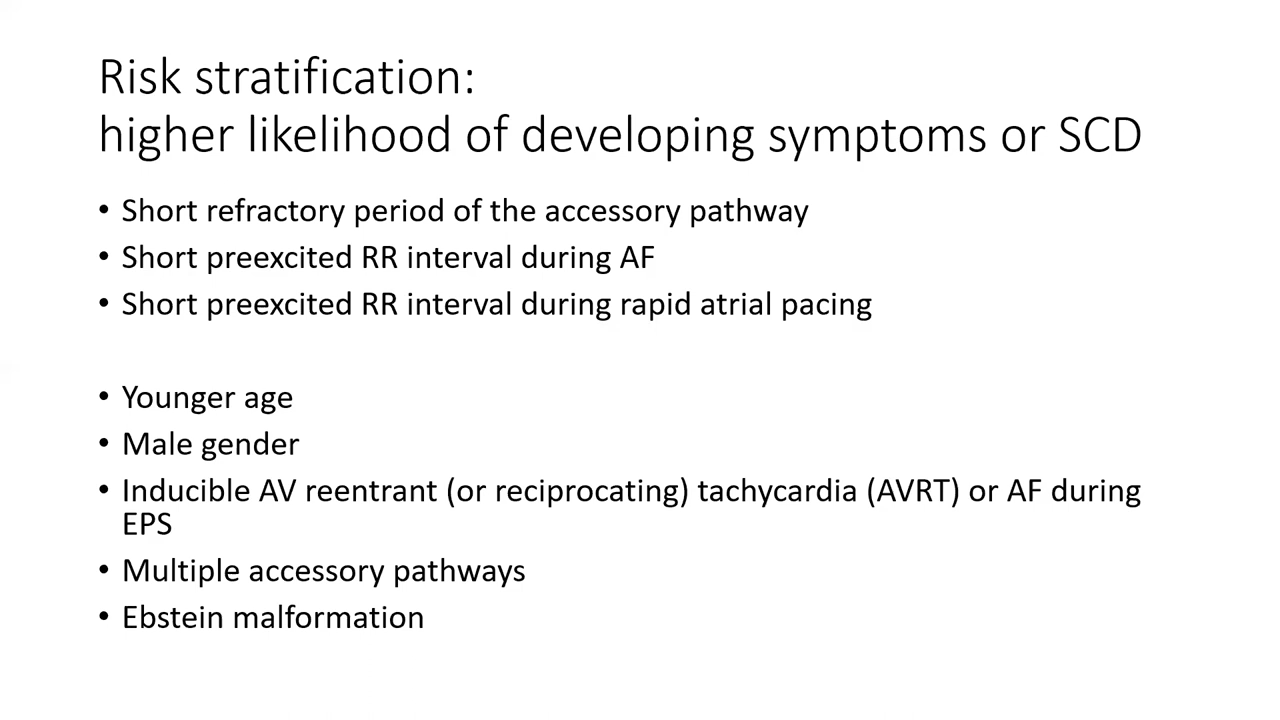 Risk stratification:
higher likelihood of developing symptoms or SCD
• Short refractory period of the accessory pathway
• Short preexcited RR interval during AF
• Short preexcited RR interval during rapid atrial pacing
• Younger age
• Male gender
• Inducible AV reentrant (or reciprocating) tachycardia (AVRT) or AF during
EPS
• Multiple accessory pathways
• Ebstein malformation